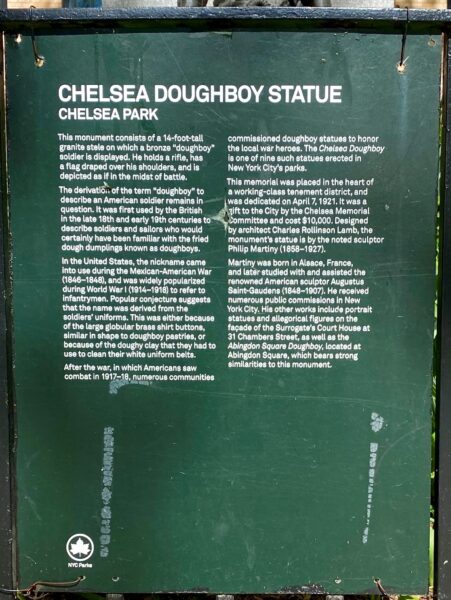 CHELSEA DOUGHBOY STATUE
CHELSEA PARK
This monument consists of a 14-foot-tall
granite stele on which a bronze "doughboy"
soldier is displayed. He holds a rifle, has
a flag draped over his shoulders, and is
depicted as if in the midst of battle.
The derivation of the term "doughboy" to
describe an American soldier remains in
question. It was first used by the British
in the late 18th and early 19th centuries to
describe soldiers and sailors who would
certainly have been familiar with the fried
dough dumplings known as doughboys.
In the United States, the nickname came
into use during the Mexican-American War
(1846–1848), and was widely popularized
during World War I (1914–1918) to refer to
infantrymen. Popular conjecture suggests
that the name was derived from the
soldiers' uniforms. This was either because
of the large globular brass shirt buttons,
similar in shape to doughboy pastries, or
because of the doughy clay that they had to
use to clean their white uniform belts.
After the war, in which Americans saw
combat in 1917–18, numerous communities
commissioned doughboy statues to honor
the local war heroes. The Chelsea Doughboy
is one of nine such statues erected in
New York City's parks.
This memorial was placed in the heart of
a working-class tenement district, and
was dedicated on April 7, 1921. It was a
gift to the City by the Chelsea Memorial
Committee and cost $10,000. Designed
by architect Charles Rollinson Lamb, the
monument's statue is by the noted sculptor
Philip Martiny (1858–1927).
Martiny was born in Alsace, France,
and later studied with and assisted the
renowned American sculptor Augustus
Saint-Gaudens (1848–1907). He received
numerous public commissions in New
York City. His other works include portrait
statues and allegorical figures on the
façade of the Surrogate's Court House at
31 Chambers Street, as well as the
Abingdon Square Doughboy, located at
Abingdon Square, which bears strong
similarities to this monument.
NYC Parks